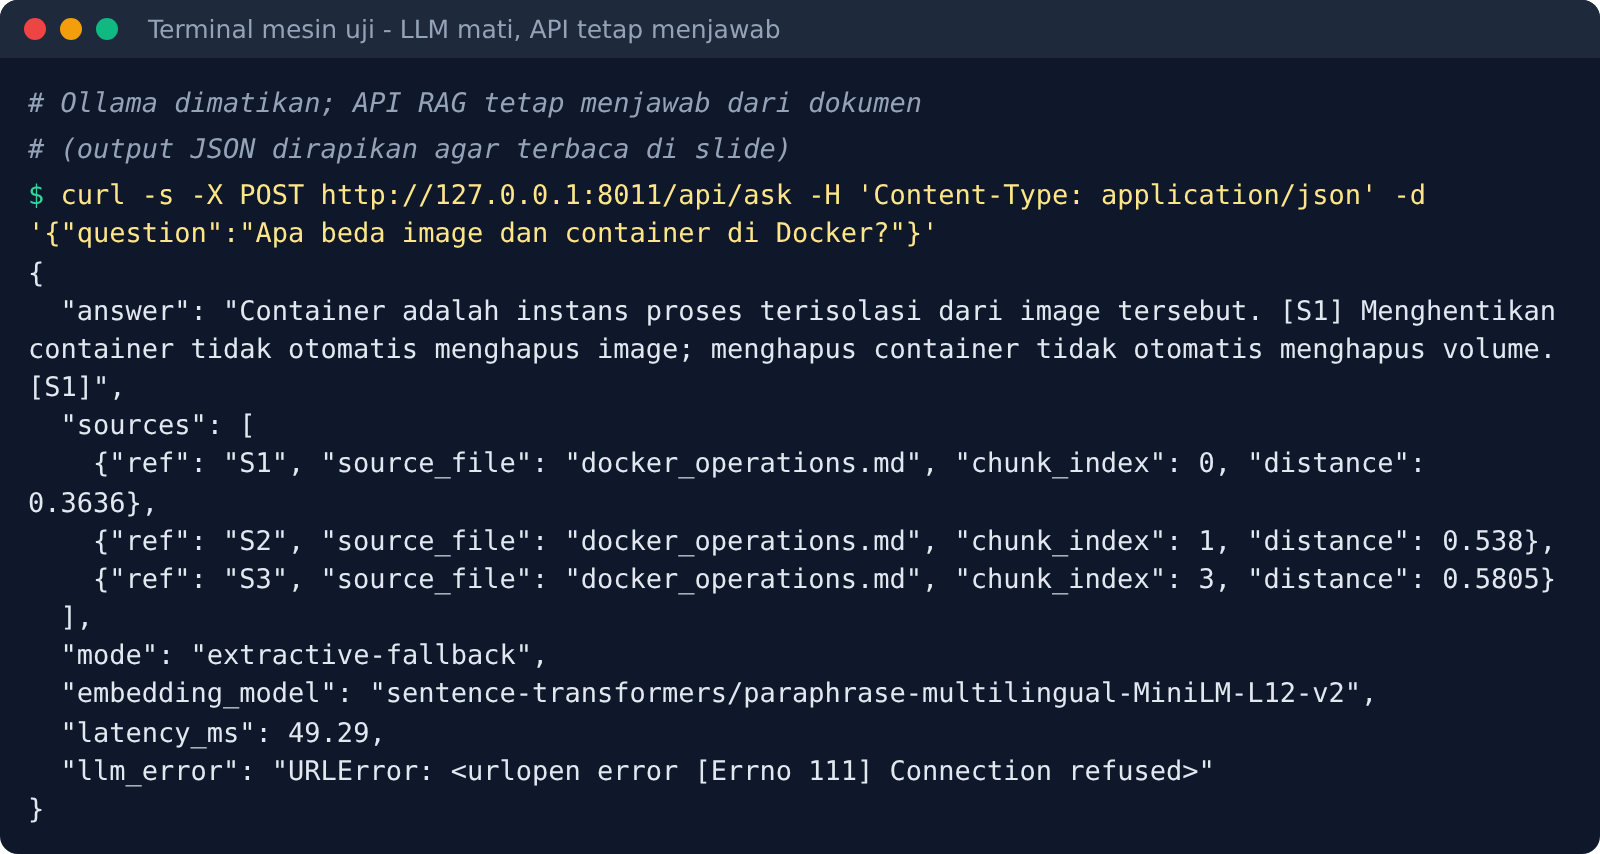 Terminal mesin uji - LLM mati, API tetap menjawab
# Ollama dimatikan; API RAG tetap menjawab dari dokumen
# (output JSON dirapikan agar terbaca di slide)
$ curl -s -X POST http://127.0.0.1:8011/api/ask -H 'Content-Type: application/json' -d
'{"question":"Apa beda image dan container di Docker?"}'
{
  "answer": "Container adalah instans proses terisolasi dari image tersebut. [S1] Menghentikan
container tidak otomatis menghapus image; menghapus container tidak otomatis menghapus volume.
[S1]",
  "sources": [
    {"ref": "S1", "source_file": "docker_operations.md", "chunk_index": 0, "distance":
0.3636},
    {"ref": "S2", "source_file": "docker_operations.md", "chunk_index": 1, "distance": 0.538},
    {"ref": "S3", "source_file": "docker_operations.md", "chunk_index": 3, "distance": 0.5805}
  ],
  "mode": "extractive-fallback",
  "embedding_model": "sentence-transformers/paraphrase-multilingual-MiniLM-L12-v2",
  "latency_ms": 49.29,
  "llm_error": "URLError: <urlopen error [Errno 111] Connection refused>"
}